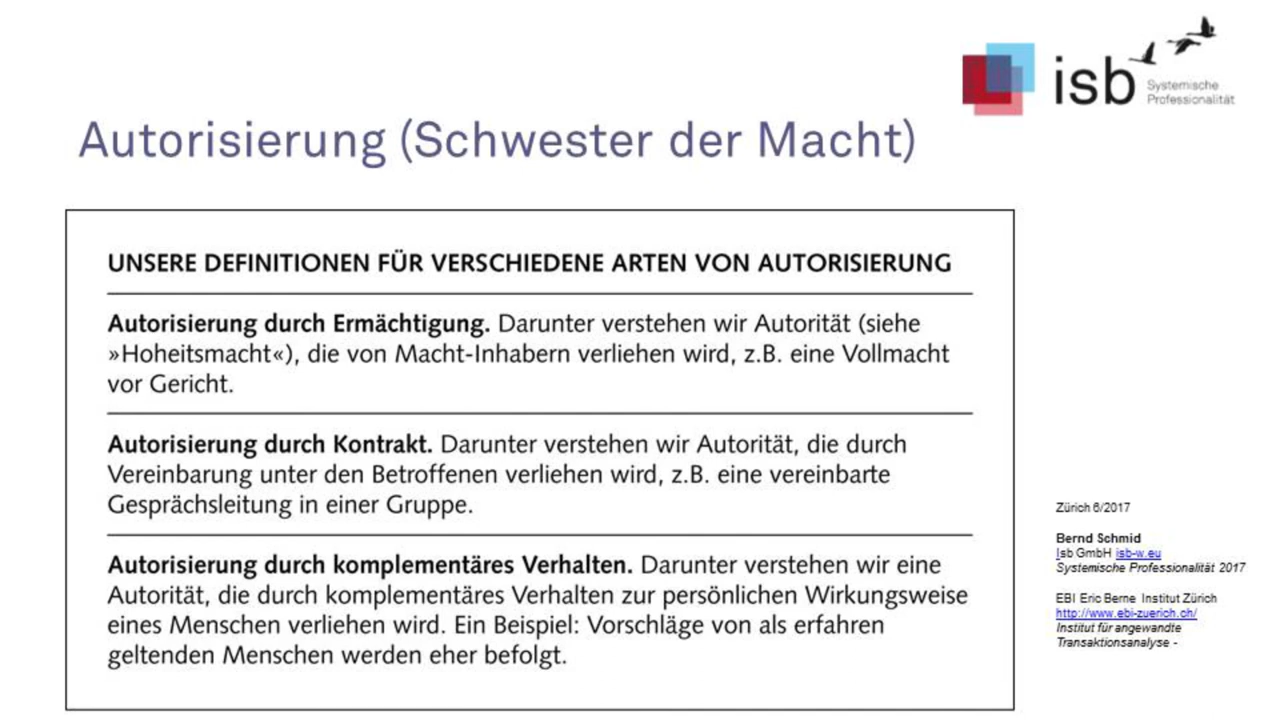 isb Systemische
Professionalität
Autorisierung (Schwester der Macht)
UNSERE DEFINITIONEN FÜR VERSCHIEDENE ARTEN VON AUTORISIERUNG
Autorisierung durch Ermächtigung. Darunter verstehen wir Autorität (siehe
»Hoheitsmacht«), die von Macht-Inhabern verliehen wird, z.B. eine Vollmacht
vor Gericht.
Autorisierung durch Kontrakt. Darunter verstehen wir Autorität, die durch
Vereinbarung unter den Betroffenen verliehen wird, z.B. eine vereinbarte
Gesprächsleitung in einer Gruppe.
Autorisierung durch komplementäres Verhalten. Darunter verstehen wir eine
Autorität, die durch komplementäres Verhalten zur persönlichen Wirkungsweise
eines Menschen verliehen wird. Ein Beispiel: Vorschläge von als erfahren
geltenden Menschen werden eher befolgt.
Zürich 6/2017
Bernd Schmid
Isb GmbH isb-w.eu
Systemische Professionalität 2017
EBI Eric Berne Institut Zürich
http://www.ebi-zuerich.ch/
Institut für angewandte
Transaktionsanalyse -